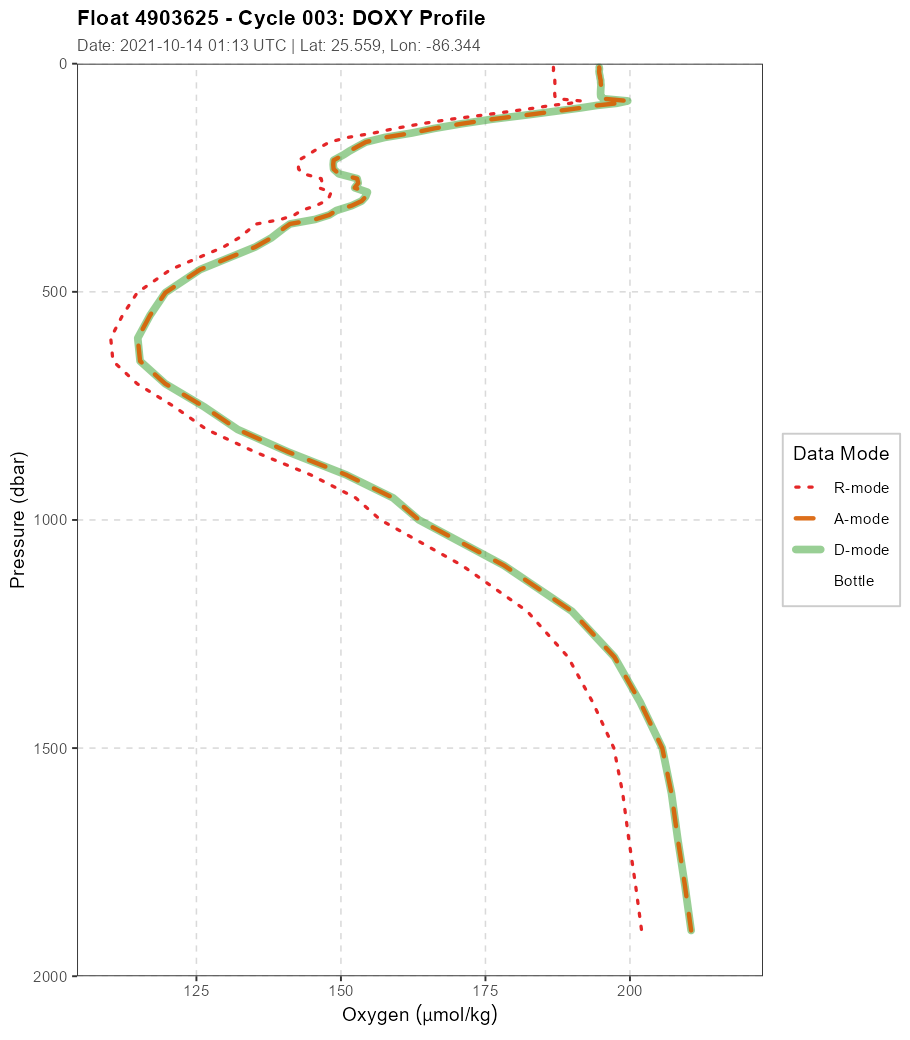 Float 4903625 - Cycle 003: DOXY Profile
Date: 2021-10-14 01:13 UTC | Lat: 25.559, Lon: -86.344
0
500
1000
1500
2000
Pressure (dbar)
125 150 175 200
Oxygen (μmol/kg)
Data Mode
R-mode
A-mode
D-mode
Bottle